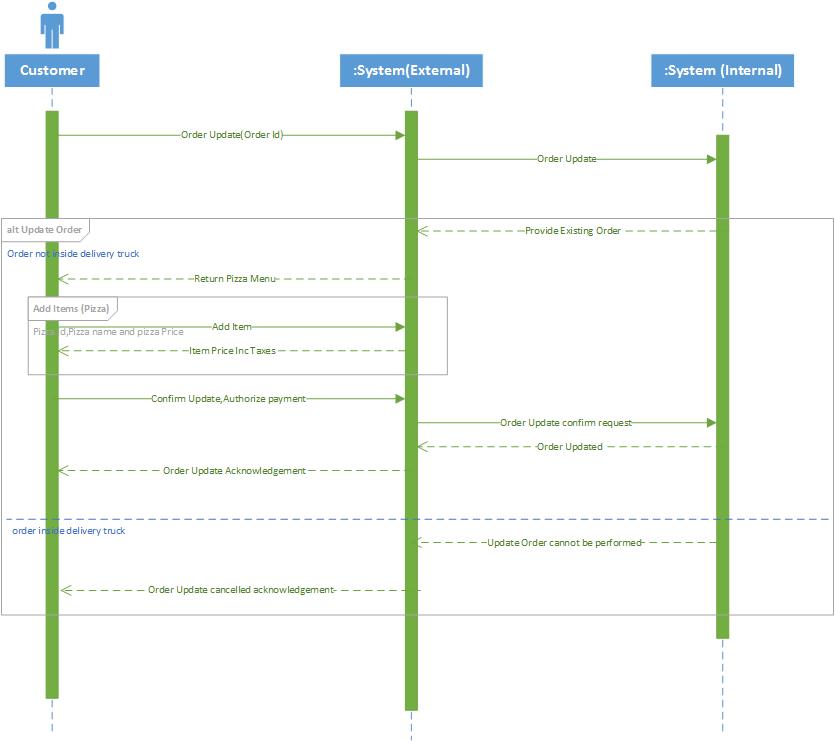 Customer
:System(External)
:System (Internal)
Order Update(Order Id)
Order Update
alt Update Order
Provide Existing Order
Order not inside delivery truck
Return Pizza Menu
Add Items (Pizza)
Add Item
Pizza Id,Pizza name and pizza Price
Item Price Inc Taxes
Confirm Update,Authorize payment
Order Update confirm request
Order Updated
Order Update Acknowledgement
order inside delivery truck
Update Order cannot be performed
Order Update cancelled acknowledgement